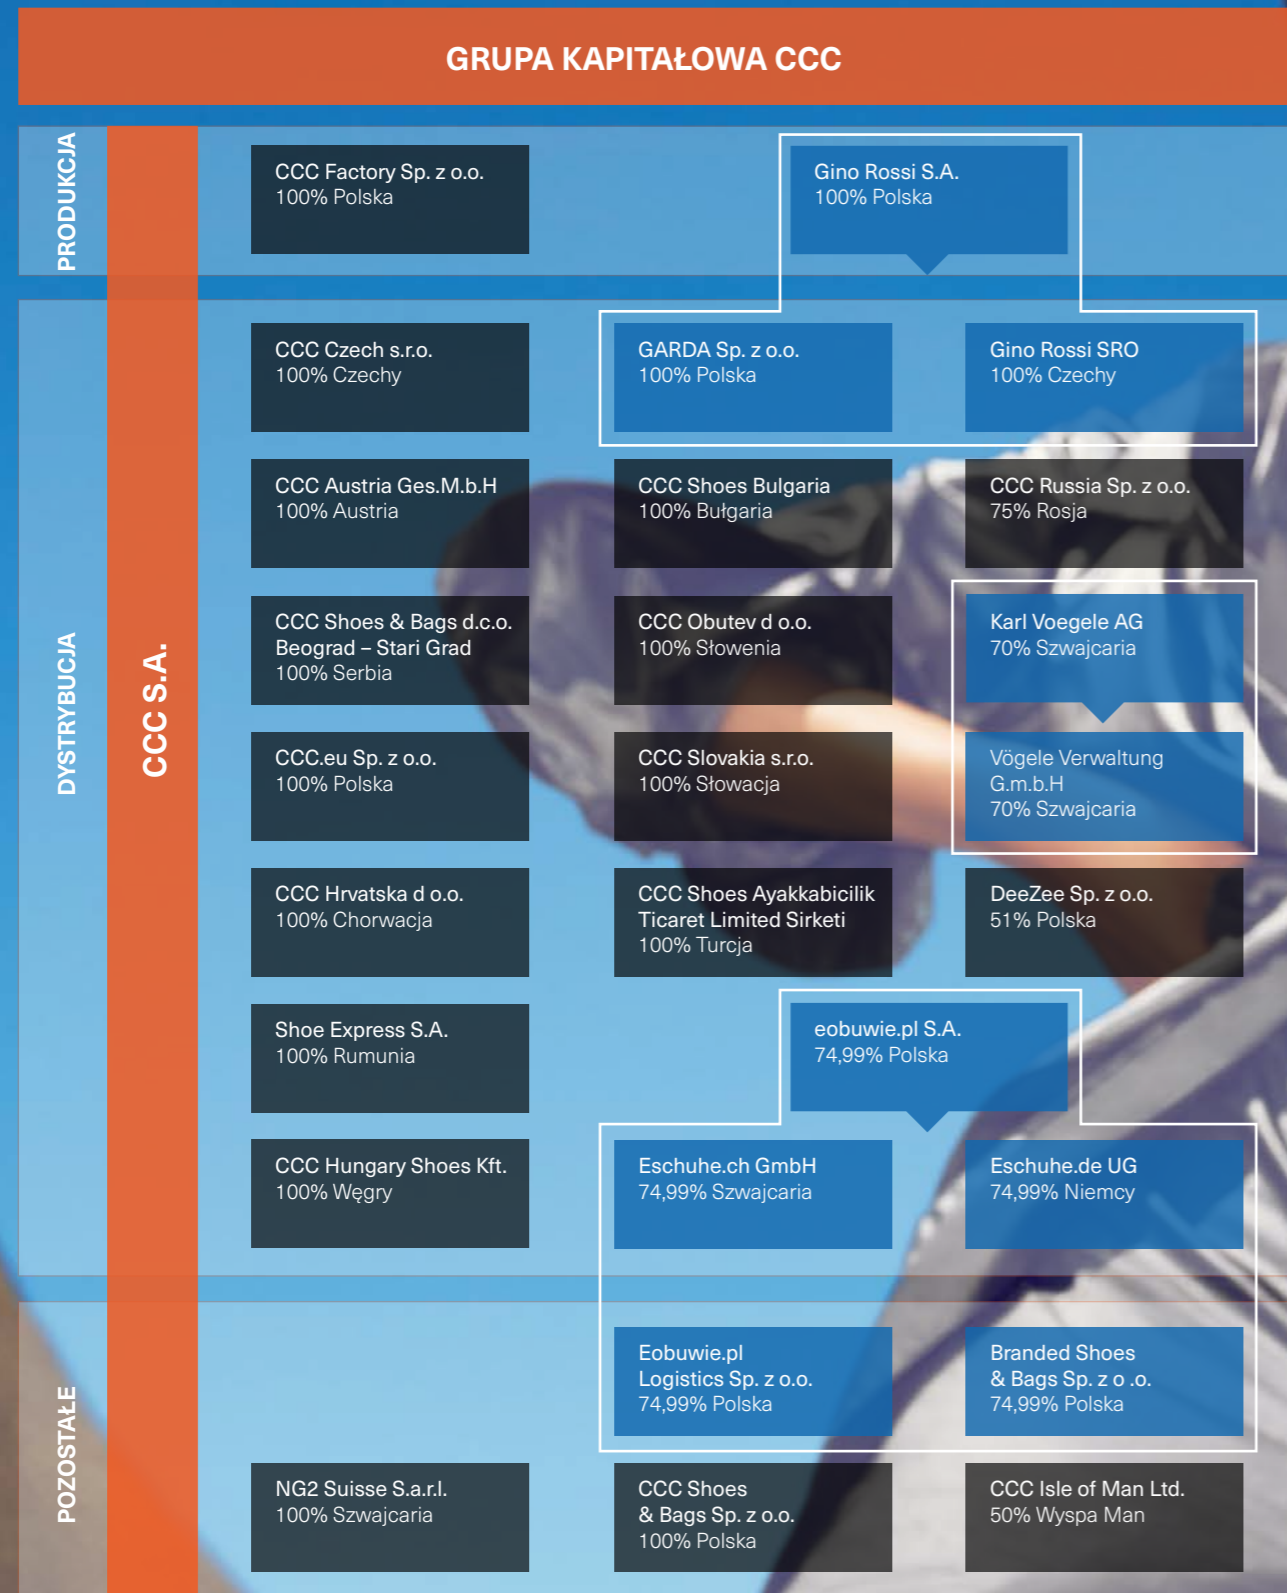 GRUPA KAPITAŁOWA CCC
PRODUKCJA
CCC S.A.
CCC Factory Sp. z o.o.
100% Polska
Gino Rossi S.A.
100% Polska
DYSTRYBUCJA
CCC Czech s.r.o.
100% Czechy
GARDA Sp. z o.o.
100% Polska
Gino Rossi SRO
100% Czechy
CCC Austria Ges.M.b.H
100% Austria
CCC Shoes Bulgaria
100% Bułgaria
CCC Russia Sp. z o.o.
75% Rosja
CCC Shoes & Bags d.c.o.
Beograd – Stari Grad
100% Serbia
CCC Obutev d o.o.
100% Słowenia
Karl Voegele AG
70% Szwajcaria
CCC.eu Sp. z o.o.
100% Polska
CCC Slovakia s.r.o.
100% Słowacja
Vögele Verwaltung
G.m.b.H
70% Szwajcaria
CCC Hrvatska d o.o.
100% Chorwacja
CCC Shoes Ayakkabicilik
Ticaret Limited Sirketi
100% Turcja
DeeZee Sp. z o.o.
51% Polska
Shoe Express S.A.
100% Rumunia
eobuwie.pl S.A.
74,99% Polska
CCC Hungary Shoes Kft.
100% Węgry
Eschuhe.ch GmbH
74,99% Szwajcaria
Eschuhe.de UG
74,99% Niemcy
POZOSTAŁE
Eobuwie.pl
Logistics Sp. z o.o.
74,99% Polska
Branded Shoes
& Bags Sp. z o .o.
74,99% Polska
NG2 Suisse S.a.r.l.
100% Szwajcaria
CCC Shoes
& Bags Sp. z o.o.
100% Polska
CCC Isle of Man Ltd.
50% Wyspa Man